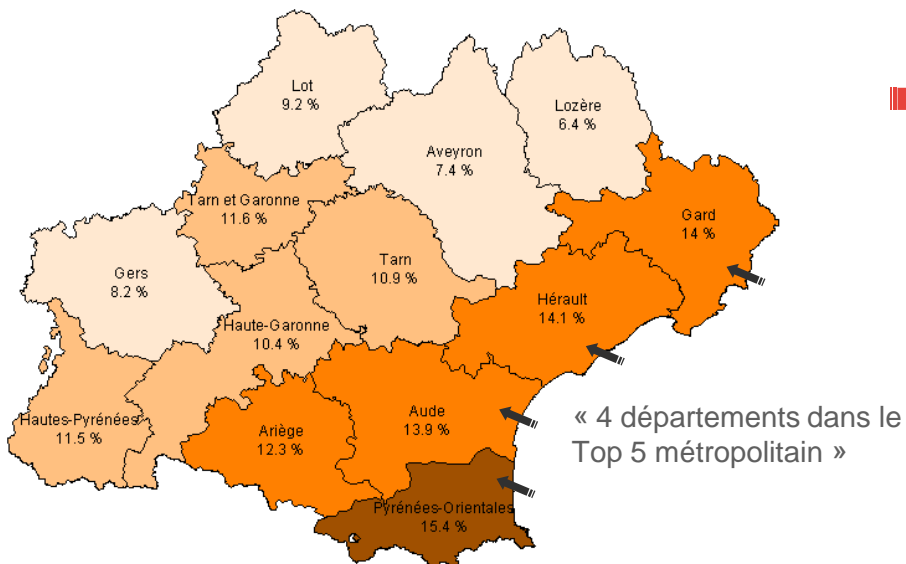 Lot
9.2 %
Lozère
6.4 %
Aveyron
7.4 %
Tarn et Garonne
11.6 %
Gard
14 %
Tarn
10.9 %
Gers
8.2 %
Hérault
14.1 %
Haute-Garonne
10.4 %
Hautes-Pyrénées
11.5 %
Ariège
12.3 %
Aude
13.9 %
« 4 départements dans le
Top 5 métropolitain »
Pyrénées-Orientales
15.4 %